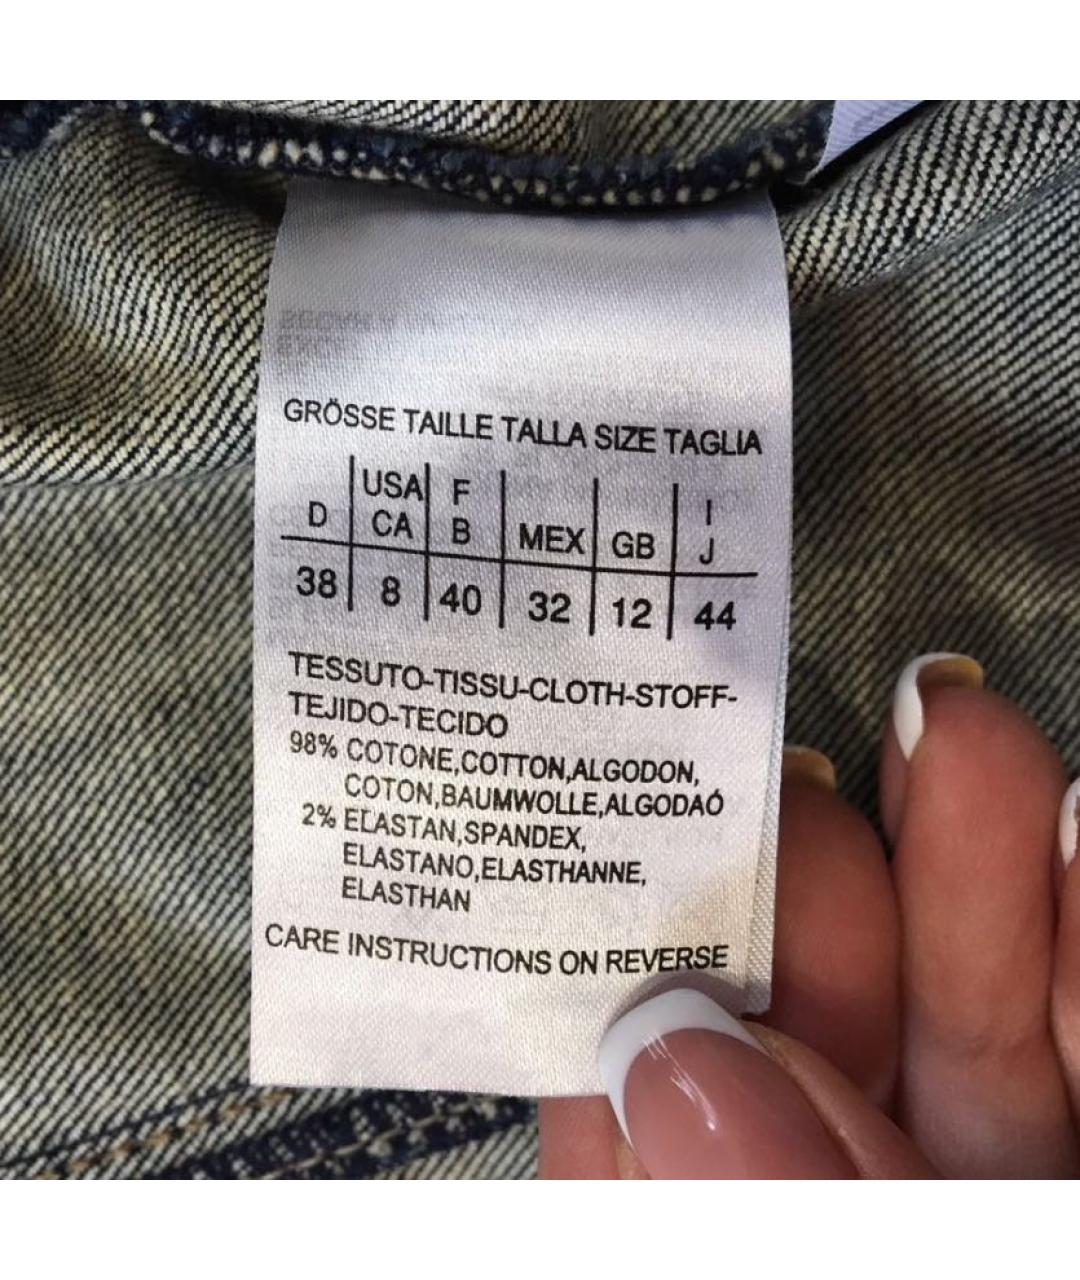 GRÖSSE TAILLE TALLA SIZE TAGLIA
D USA CA F B MEX GB I J
38 8 40 32 12 44
TESSUTO-TISSU-CLOTH-STOFF-
TEJIDO-TECIDO
98% COTONE,COTTON,ALGODON,
COTON,BAUMWOLLE,ALGODAÓ
2% ELASTAN,SPANDEX,
ELASTANO,ELASTHANNE,
ELASTHAN
CARE INSTRUCTIONS ON REVERSE